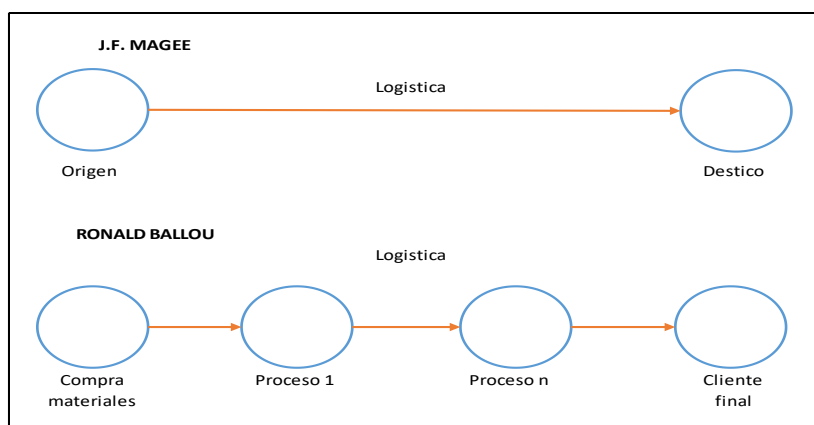 J.F. MAGEE
Logistica
Origen
Destico
RONALD BALLOU
Logistica
Compra
materiales
Proceso 1
Proceso n
Cliente
final